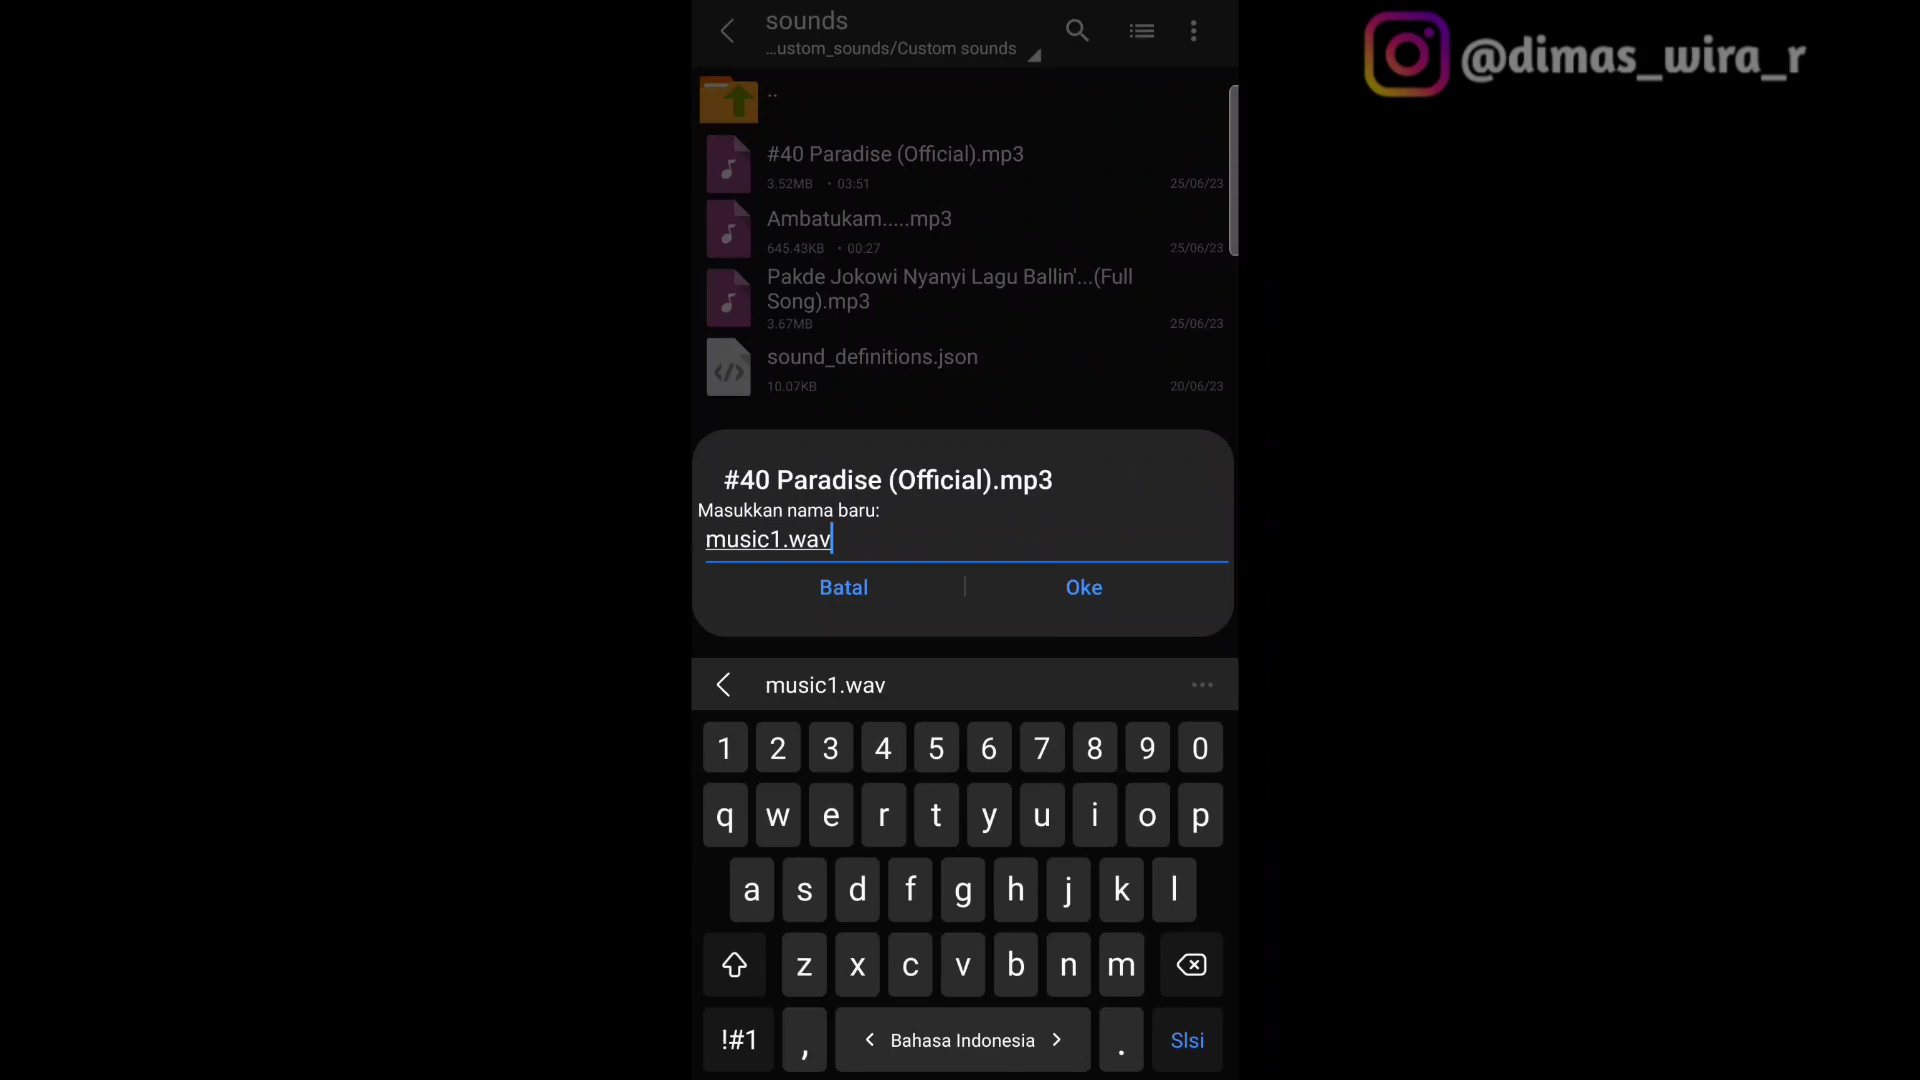 sounds
...ustom_sounds/Custom sounds
@dimas_wira_r
..
#40 Paradise (Official).mp3
3.52MB • 03:51
25/06/23
Ambatukam.....mp3
645.43KB • 00:27
25/06/23
Pakde Jokowi Nyanyi Lagu Ballin'...(Full
Song).mp3
3.67MB
25/06/23
sound_definitions.json
10.07KB
20/06/23
#40 Paradise (Official).mp3
Masukkan nama baru:
music1.wav
Batal | Oke
music1.wav
1 2 3 4 5 6 7 8 9 0
q w e r t y u i o p
a s d f g h j k l
z x c v b n m
!#1 , < Bahasa Indonesia > . Slsi